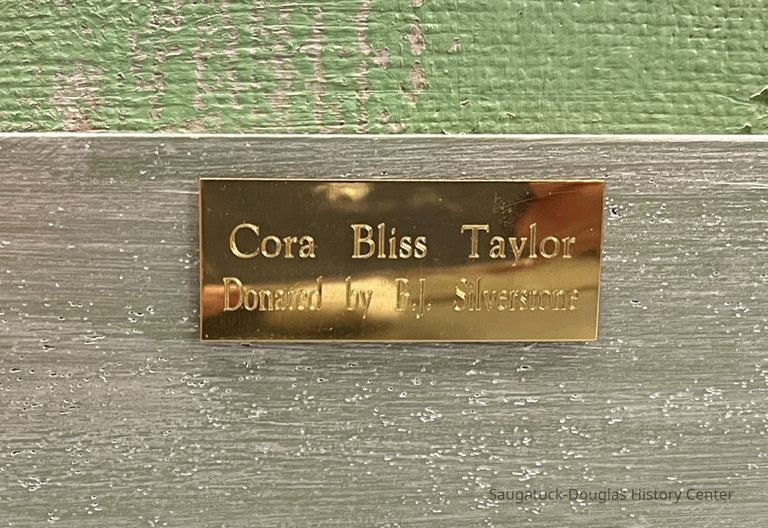 Cora Bliss Taylor
Donated by B.J. Silverstone
Saugatuck-Douglas History Center